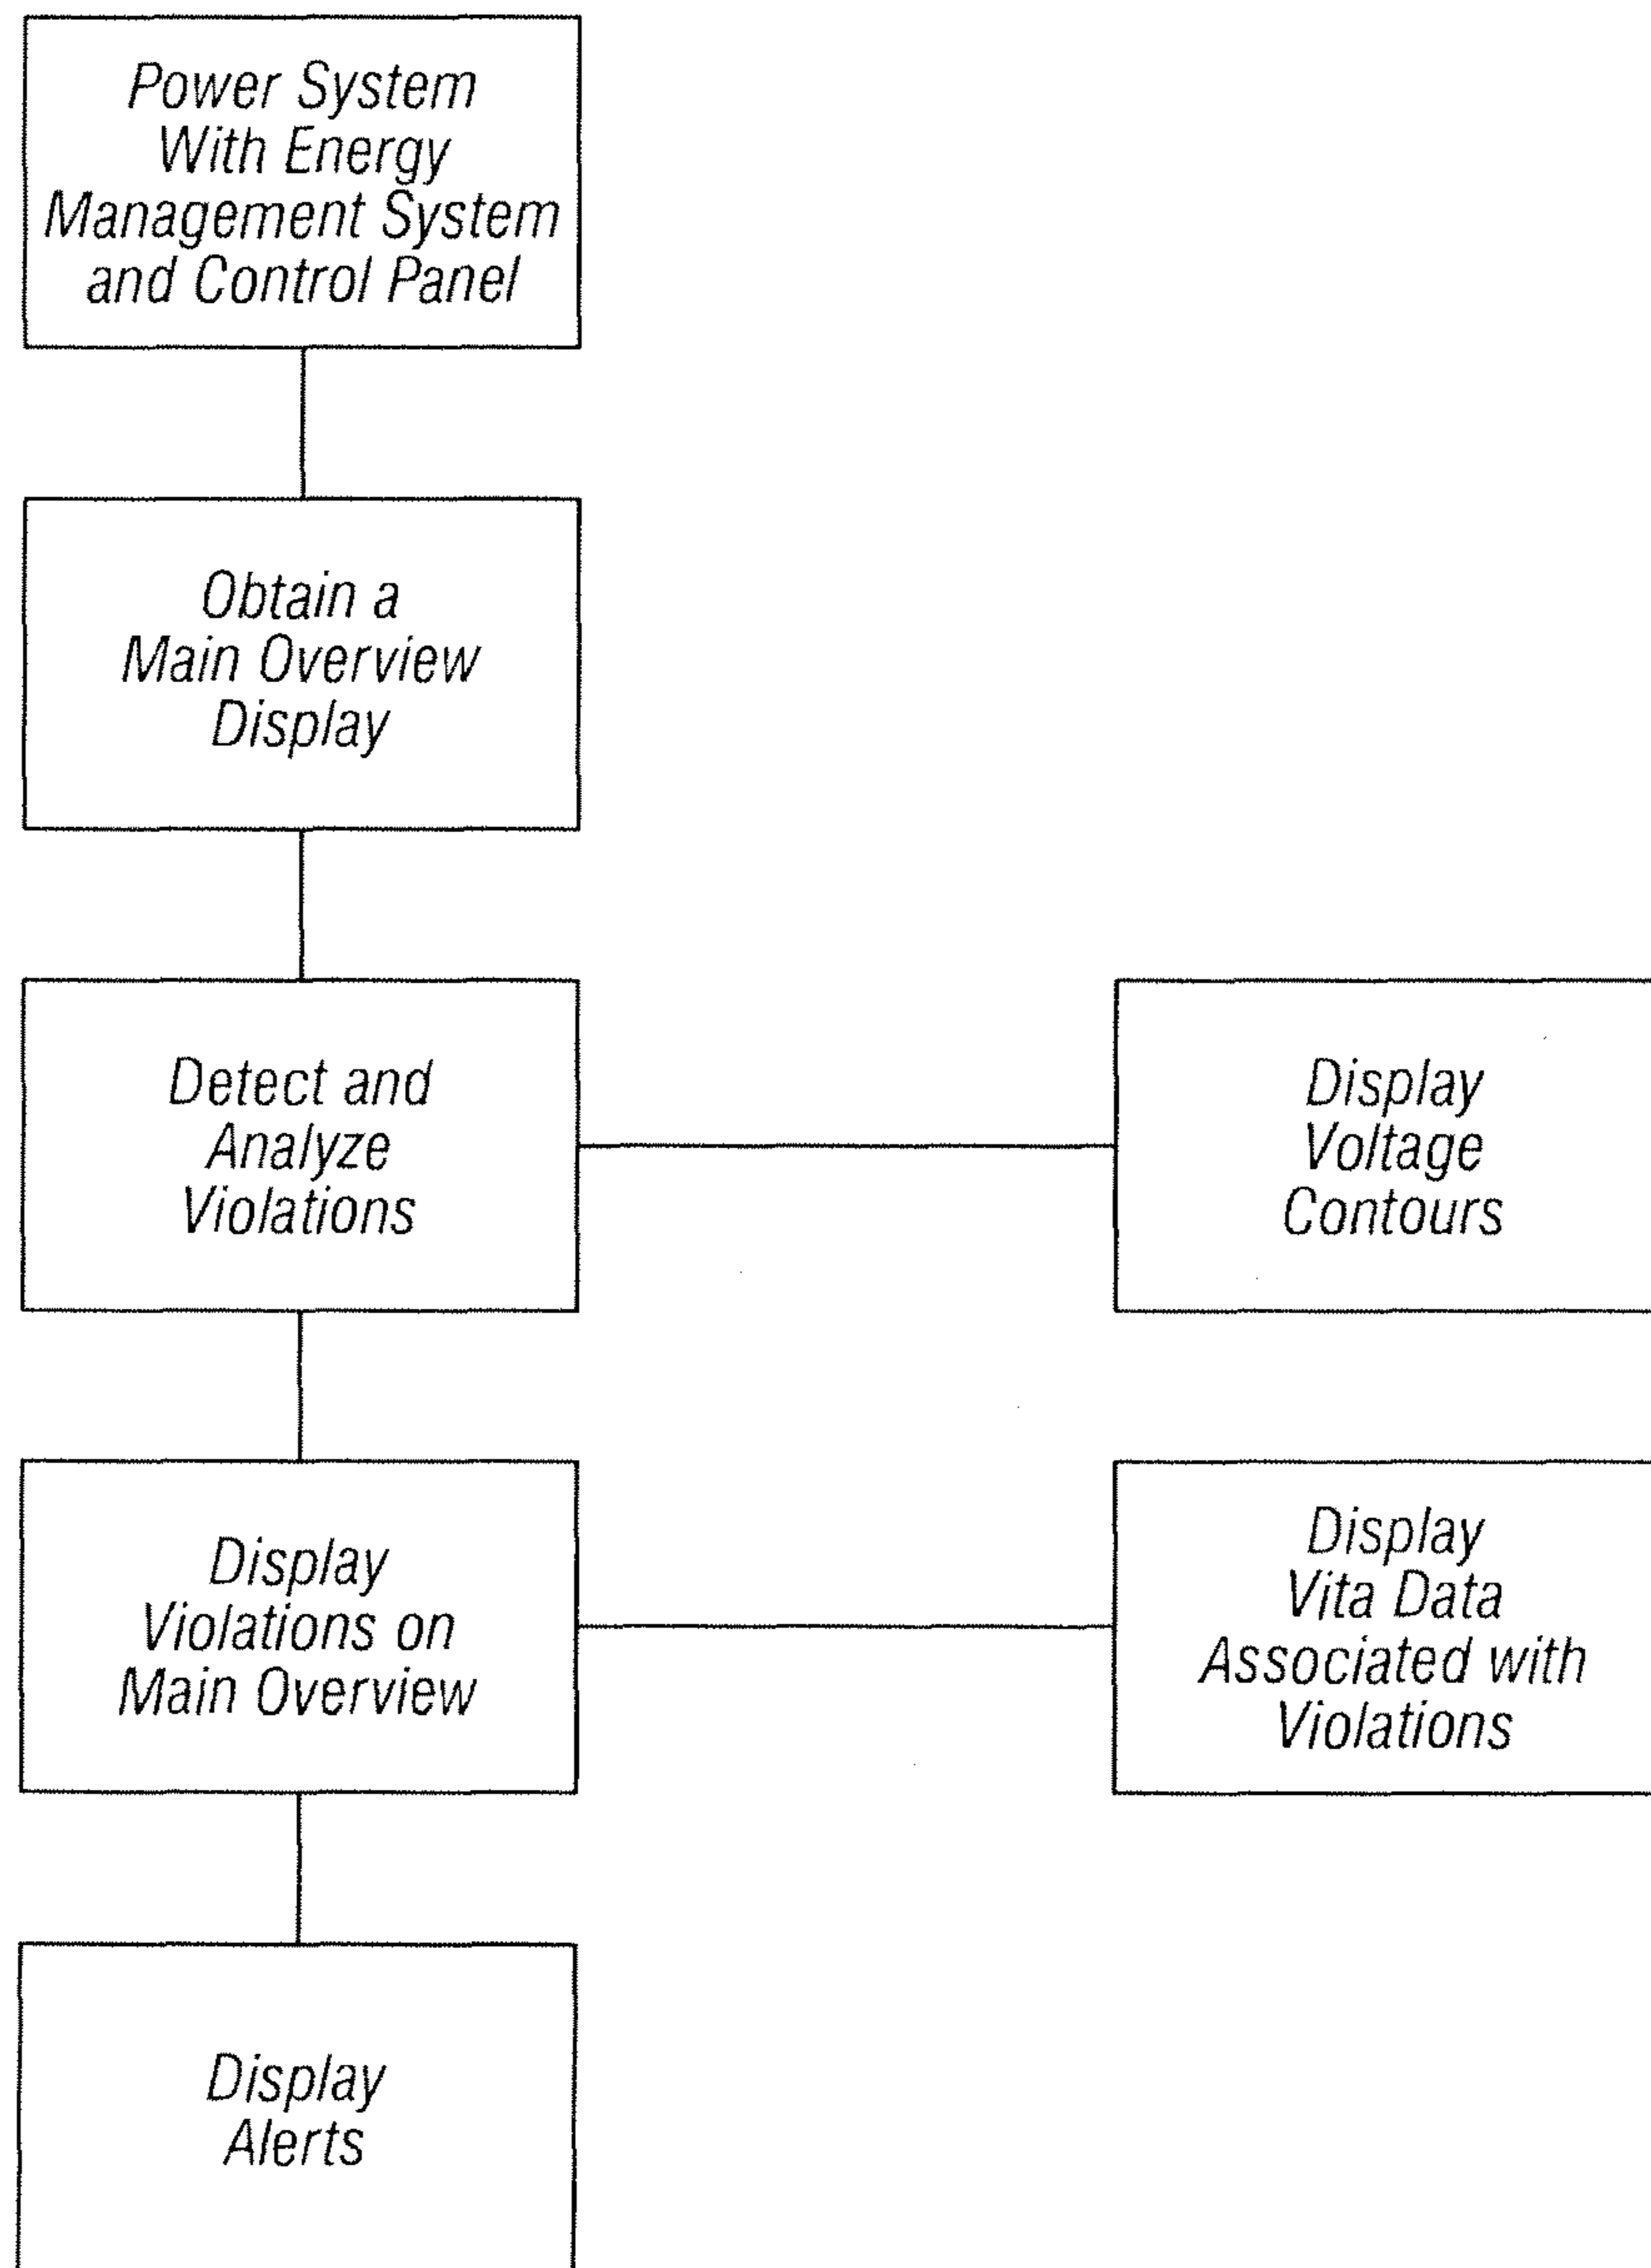 Power System
With Energy
Management System
and Control Panel
Obtain a
Main Overview
Display
Detect and
Analyze
Violations
Display
Voltage
Contours
Display
Violations on
Main Overview
Display
Vita Data
Associated with
Violations
Display
Alerts